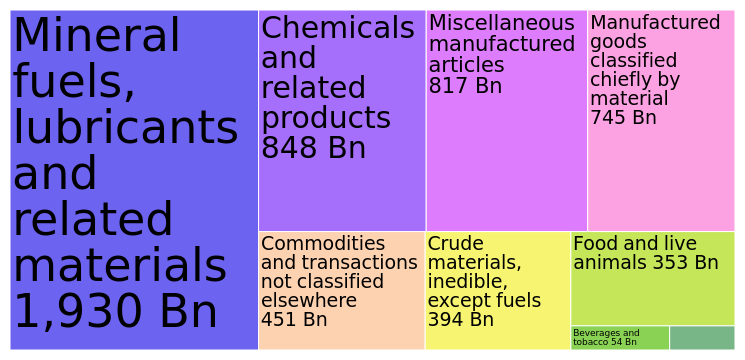 Mineral
fuels,
lubricants
and
related
materials
1,930 Bn
Chemicals
and
related
products
848 Bn
Miscellaneous
manufactured
articles
817 Bn
Manufactured
goods
classified
chiefly by
material
745 Bn
Commodities
and transactions
not classified
elsewhere
451 Bn
Crude
materials,
inedible,
except fuels
394 Bn
Food and live
animals 353 Bn
Beverages and
tobacco 54 Bn